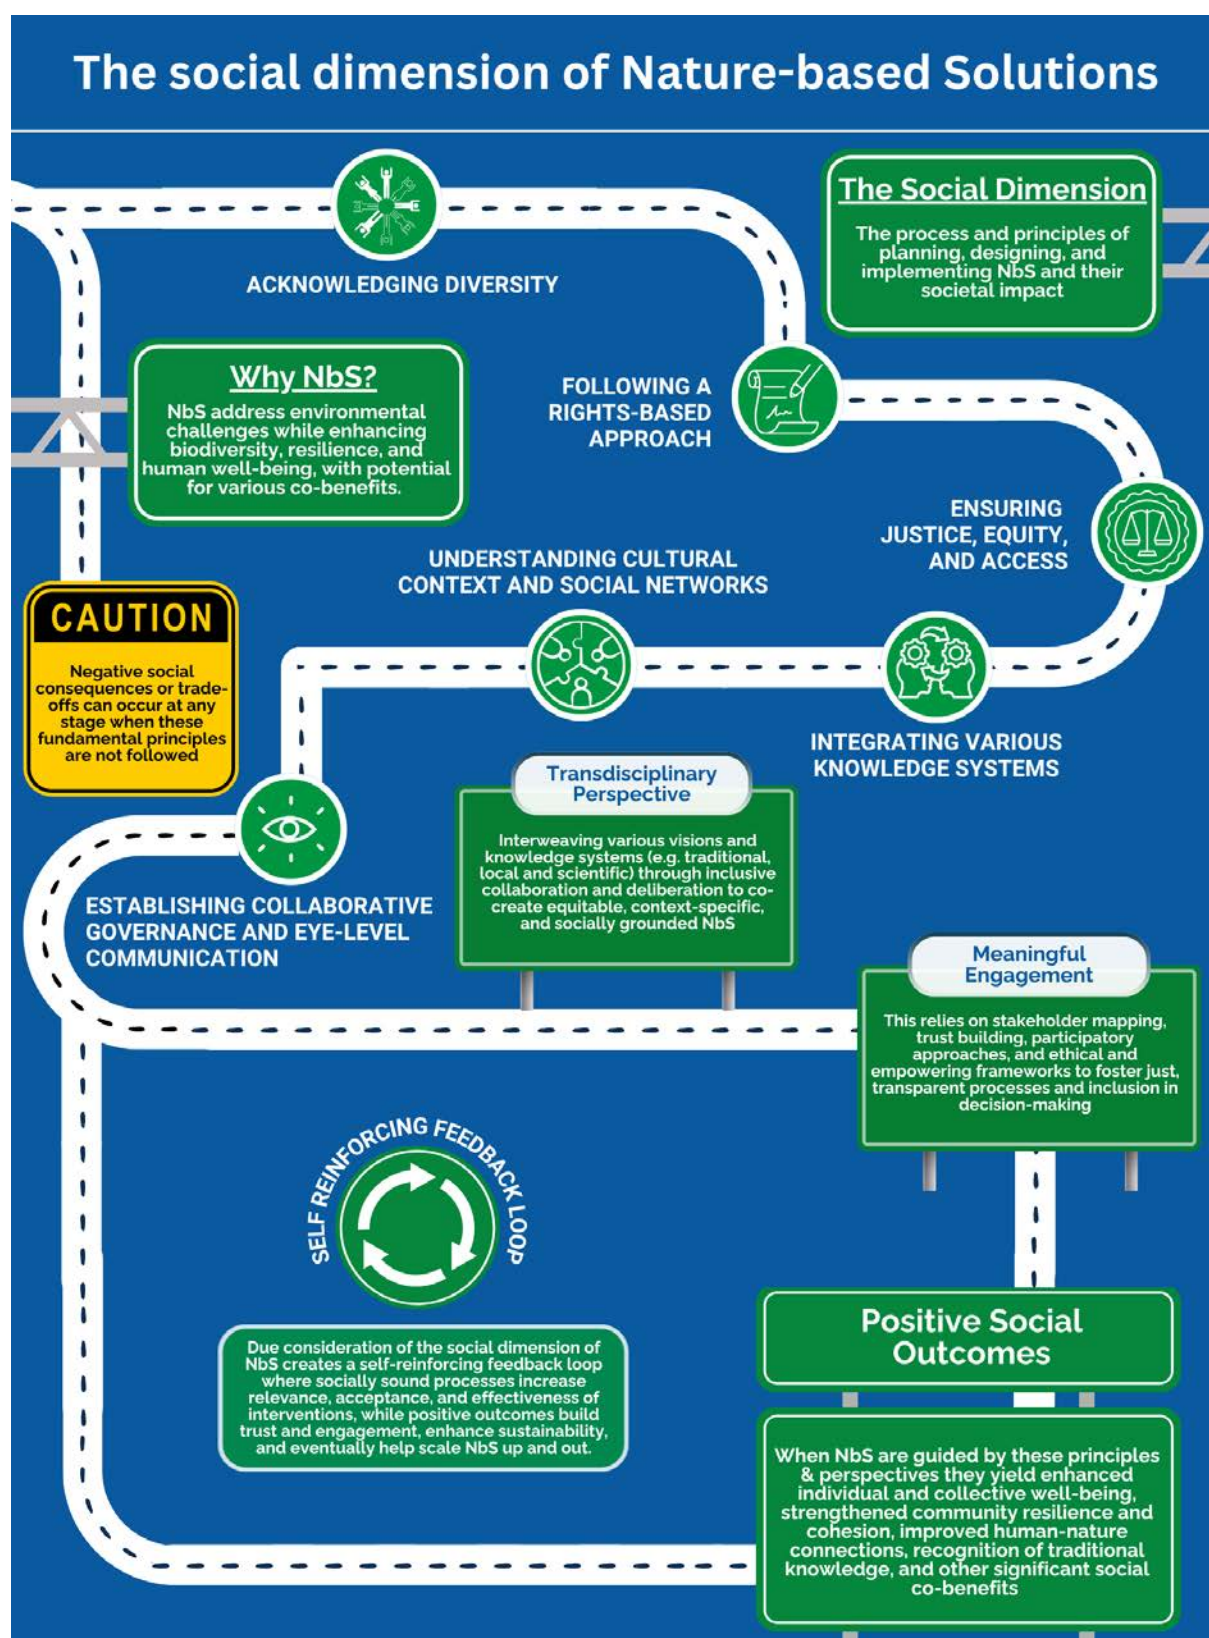 The social dimension of Nature-based Solutions
ACKNOWLEDGING DIVERSITY
The Social Dimension
The process and principles of
planning, designing, and
implementing NbS and their
societal impact
Why NbS?
NbS address environmental
challenges while enhancing
biodiversity, resilience, and
human well-being, with potential
for various co-benefits.
FOLLOWING A
RIGHTS-BASED
APPROACH
ENSURING
JUSTICE, EQUITY,
AND ACCESS
UNDERSTANDING CULTURAL
CONTEXT AND SOCIAL NETWORKS
CAUTION
Negative social
consequences or trade-
offs can occur at any
stage when these
fundamental principles
are not followed
INTEGRATING VARIOUS
KNOWLEDGE SYSTEMS
Transdisciplinary
Perspective
Interweaving various visions and
knowledge systems (e.g. traditional,
local and scientific) through inclusive
collaboration and deliberation to co-
create equitable, context-specific,
and socially grounded NbS
ESTABLISHING COLLABORATIVE
GOVERNANCE AND EYE-LEVEL
COMMUNICATION
Meaningful
Engagement
This relies on stakeholder mapping,
trust building, participatory
approaches, and ethical and
empowering frameworks to foster just,
transparent processes and inclusion in
decision-making
SELF REINFORCING FEEDBACK LOOP
Due consideration of the social dimension of
NbS creates a self-reinforcing feedback loop
where socially sound processes increase
relevance, acceptance, and effectiveness of
interventions, while positive outcomes build
trust and engagement, enhance sustainability,
and eventually help scale NbS up and out.
Positive Social
Outcomes
When NbS are guided by these principles
& perspectives they yield enhanced
individual and collective well-being,
strengthened community resilience and
cohesion, improved human-nature
connections, recognition of traditional
knowledge, and other significant social
co-benefits